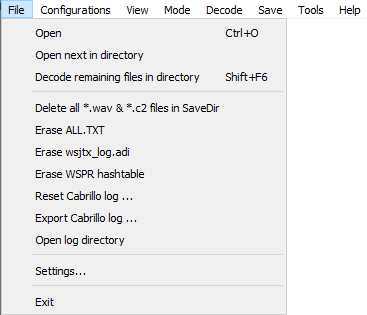 File Configurations View Mode Decode Save Tools Help
Open Ctrl+O
Open next in directory
Decode remaining files in directory Shift+F6
Delete all *.wav & *.c2 files in SaveDir
Erase ALL.TXT
Erase wsjtx_log.adi
Erase WSPR hashtable
Reset Cabrillo log ...
Export Cabrillo log ...
Open log directory
Settings...
Exit